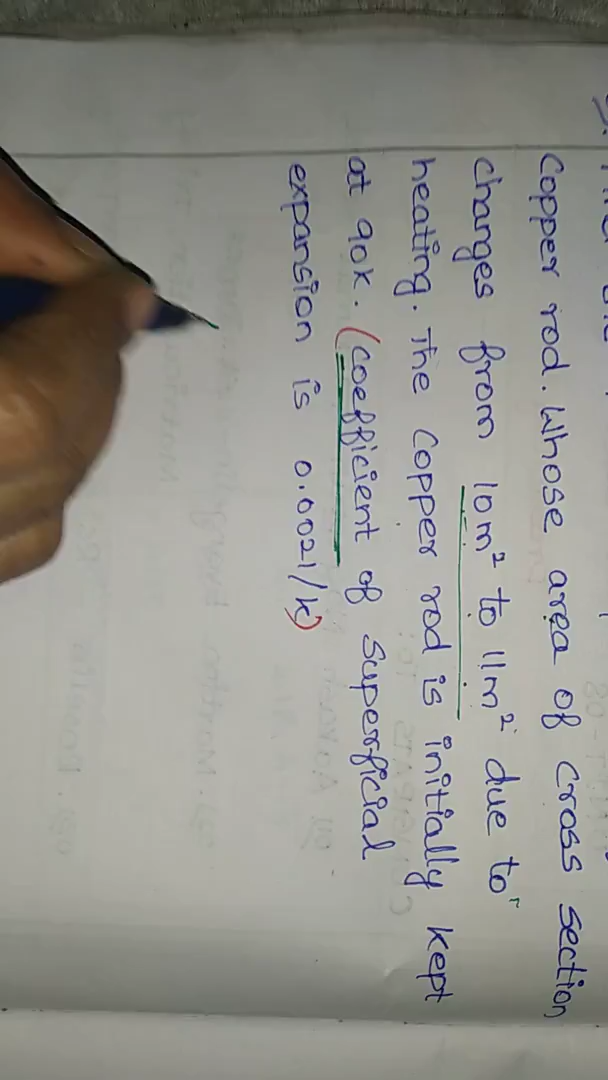 copper rod. whose area of cross section
changes from 10m² to 11m² due to
heating. The copper rod is initially kept
at 90K. (coefficient of superficial
expansion is 0.0021/K)